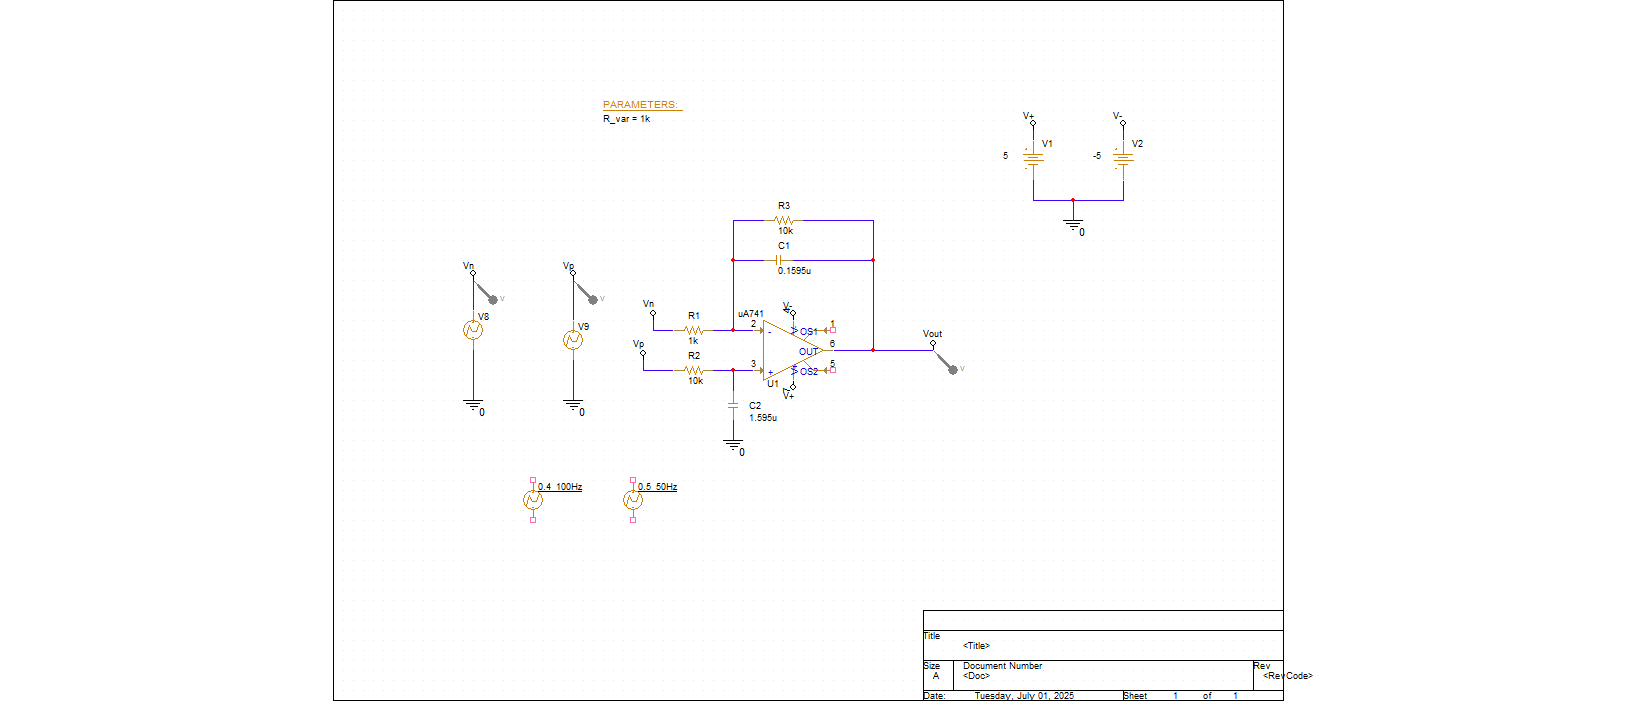 PARAMETERS:
R_var = 1k
V+
V-
V1
V2
5
-5
0
R3
10k
C1
0.1595u
Vn
V
V8
0
Vp
V
V9
0
Vn
R1
1k
Vp
R2
10k
uA741
2
-
3
+
U1
V-
4
OS1
1
OUT
6
OS2
5
7
V+
C2
1.595u
0
Vout
V
0.4 100Hz
0.5 50Hz
Title
<Title>
Size
A
Document Number
<Doc>
Rev
<RevCode>
Date:
Tuesday, July 01, 2025
Sheet
1
of
1